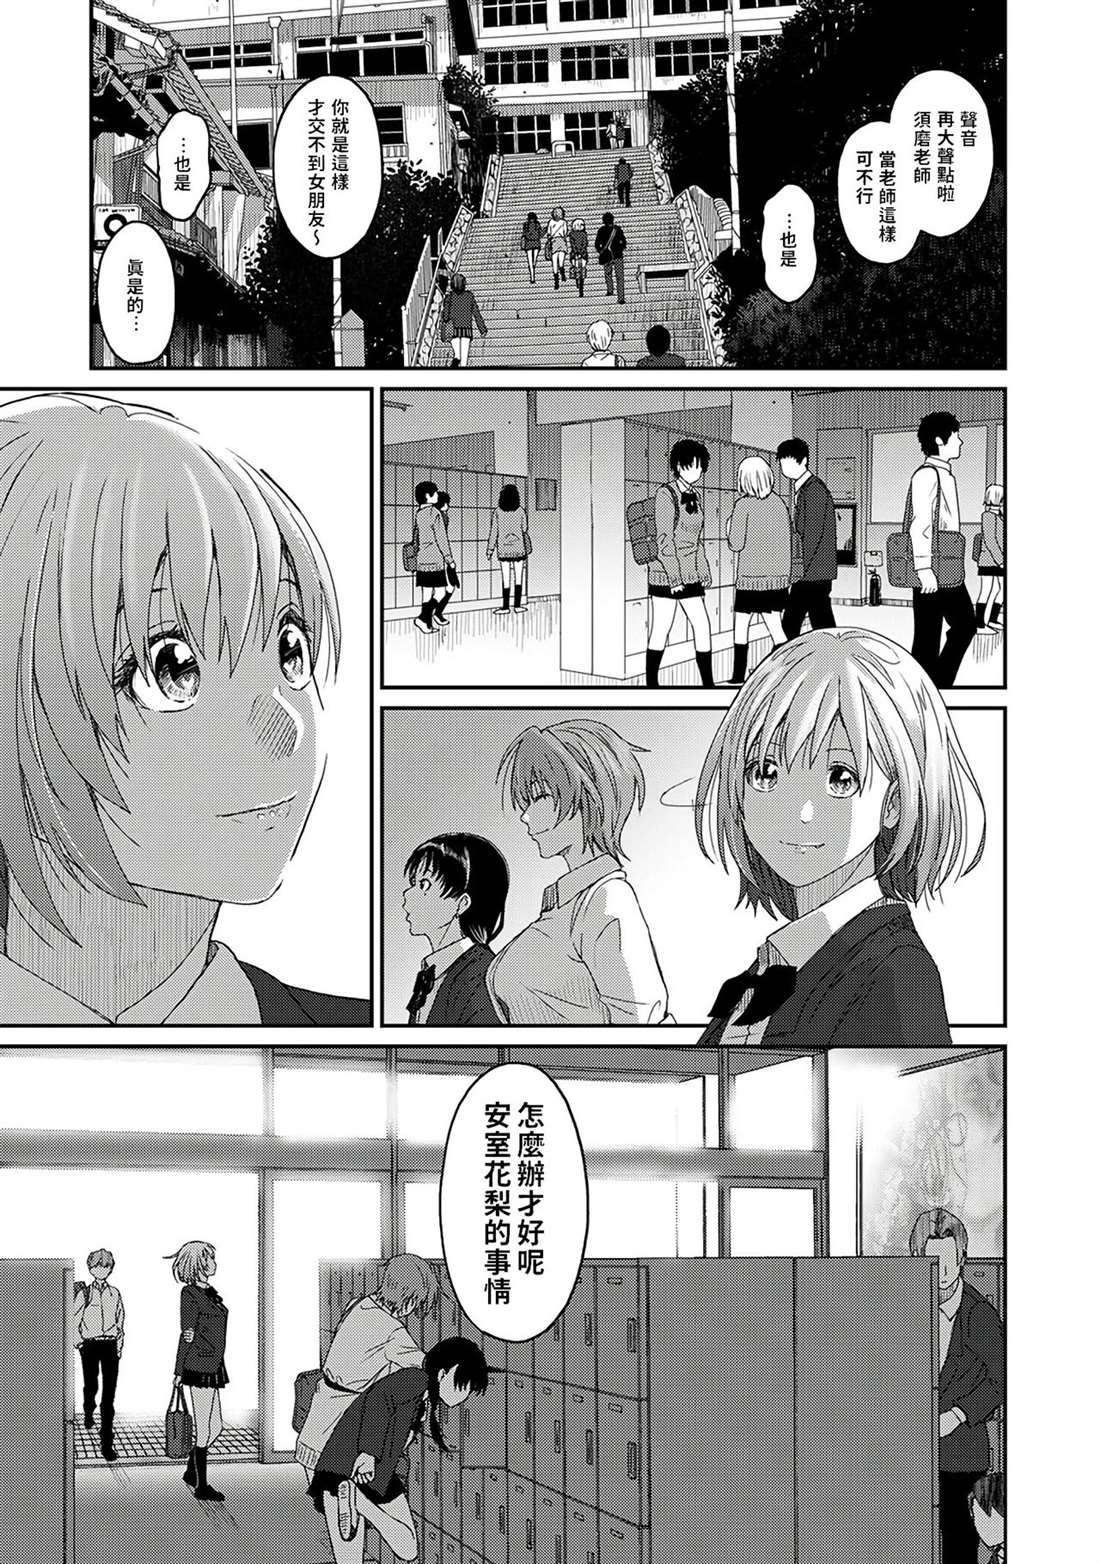 聲音
再大聲點啦
須磨老師
當老師這樣
可不行
…也是
你就是這樣
才交不到女朋友～
…也是
真是的…
怎麼辦才好呢
安室花梨的事情